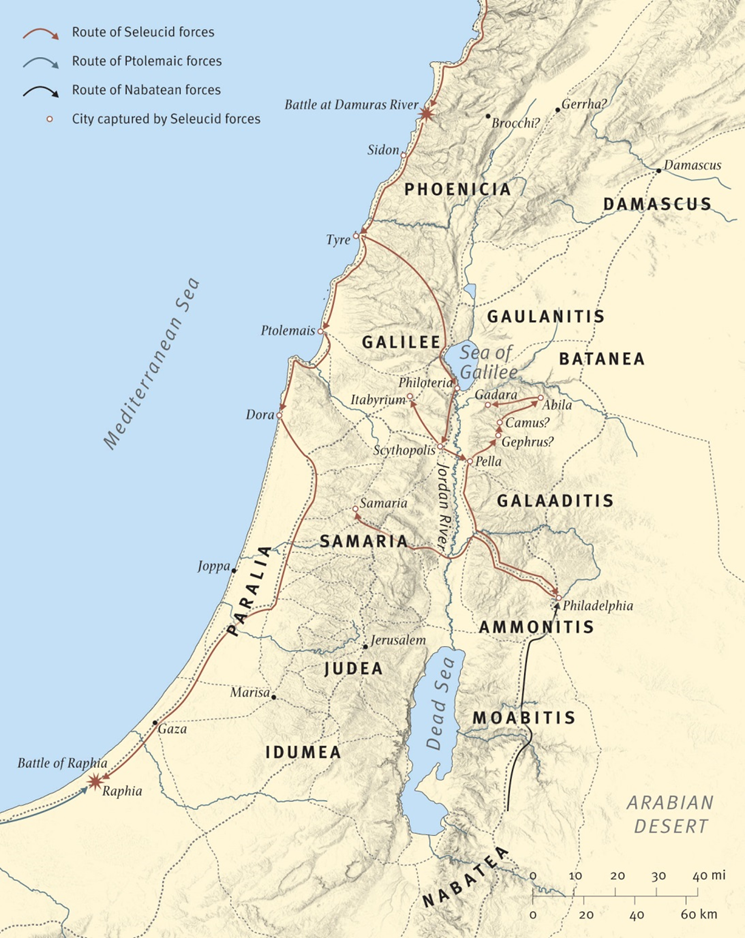 Route of Seleucid forces
Route of Ptolemaic forces
Route of Nabatean forces
City captured by Seleucid forces
Battle at Damuras River
Gerrha?
Brocchi?
Sidon
Damascus
PHOENICIA
DAMASCUS
Tyre
Mediterranean Sea
GAULANITIS
Ptolemais
GALILEE
Sea of
Galilee
BATANEA
Philoteria
Itabyrium
Gadara
Abila
Dora
Camus?
Gephrus?
Scythopolis
Pella
Jordan River
GALAADITIS
Samaria
SAMARIA
Joppa
PARALIA
Philadelphia
AMMONITIS
Jerusalem
JUDEA
Marisa
Dead Sea
MOABITIS
Gaza
IDUMEA
Battle of Raphia
Raphia
ARABIAN
DESERT
NABATEA
0 10 20 30 40 mi
0 20 40 60 km